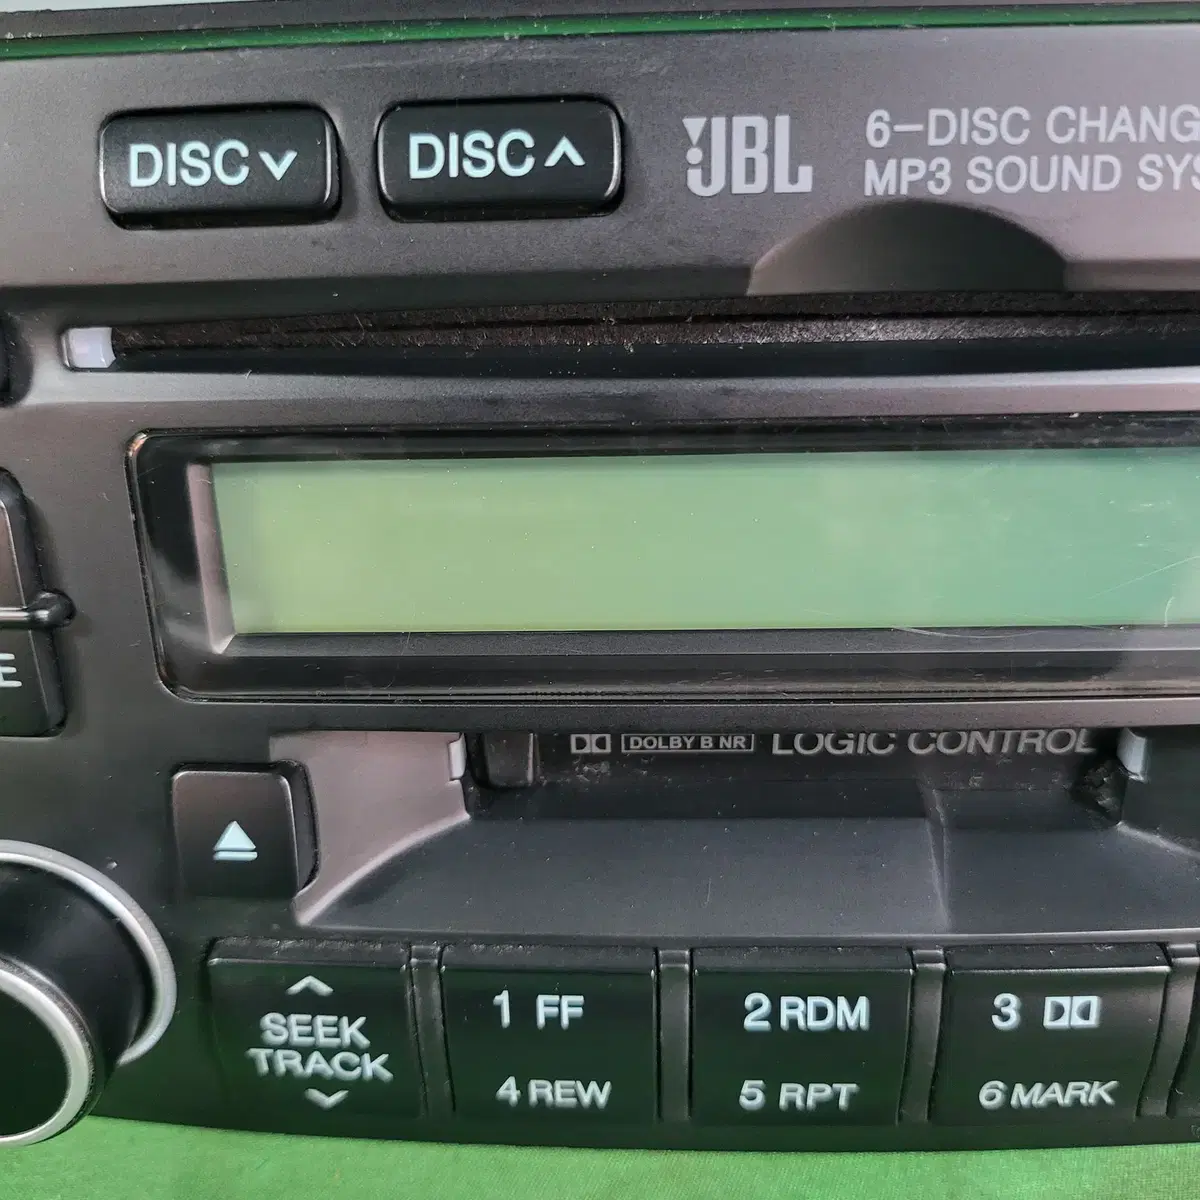 DISC DISC
JBL
6-DISC CHANG
MP3 SOUND SYS
E
DOLBY B NR LOGIC CONTROL
SEEK
TRACK
1 FF
4 REW
2 RDM
5 RPT
3
6 MARK